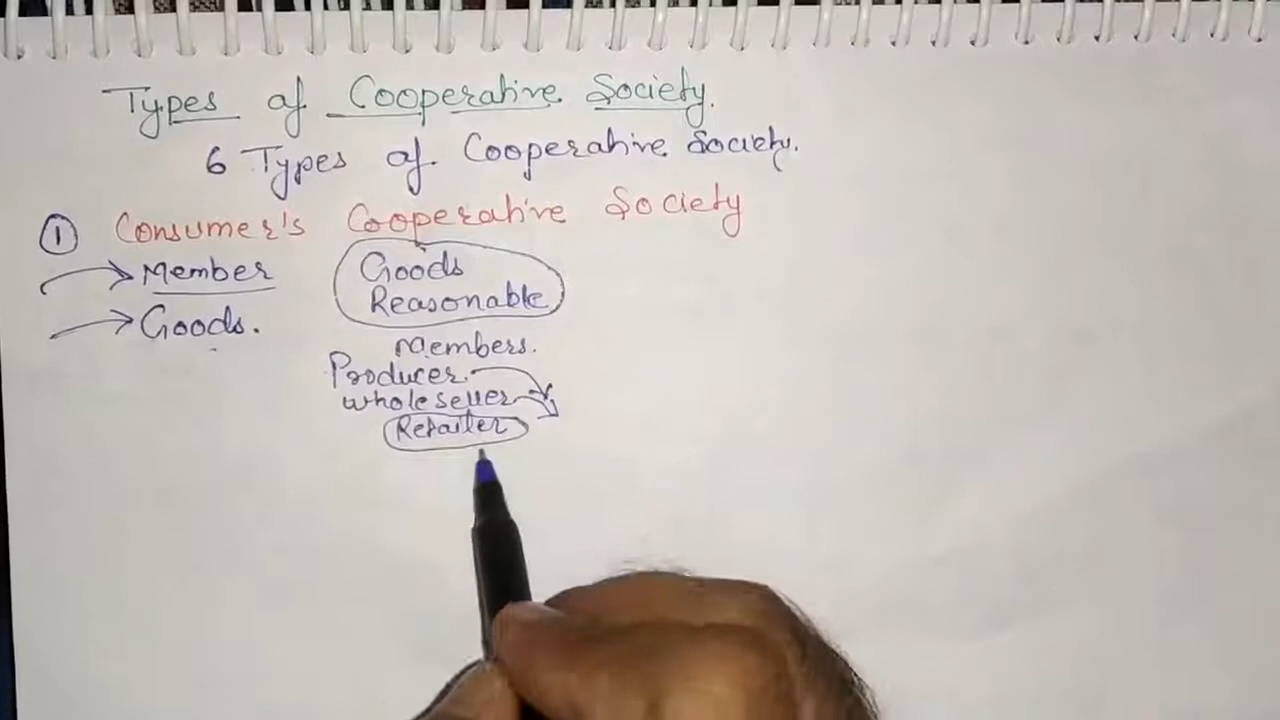 Types of Cooperative Society.
6 Types of Cooperative Society.
① Consumer's Cooperative Society
Member
Goods.
Goods
Reasonable
Members.
Producer.
wholeseller
Retailer